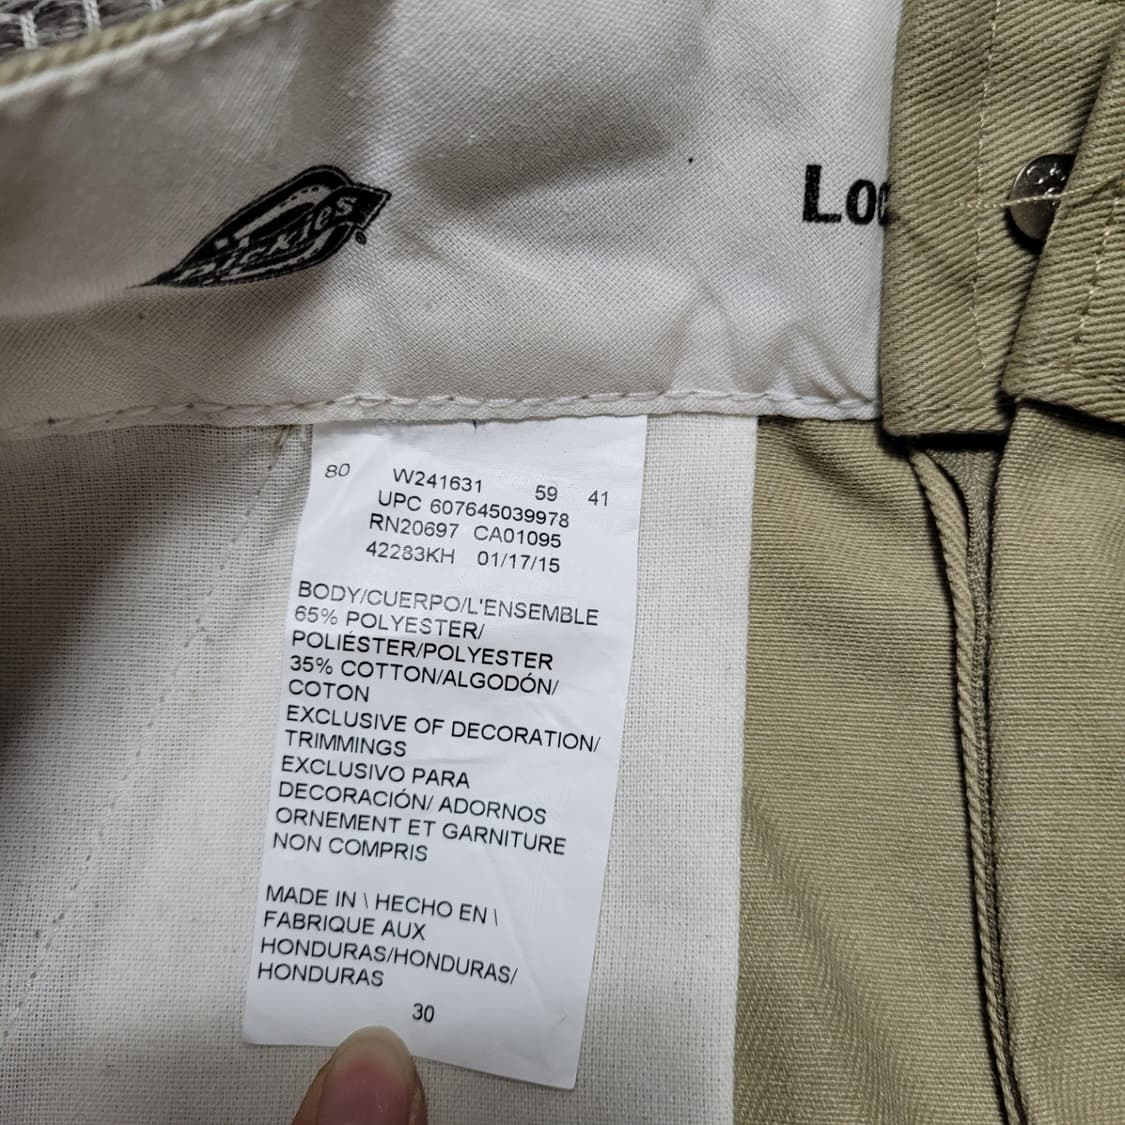 Dickies
Loc
80 W241631 59 41
UPC 607645039978
RN20697 CA01095
42283KH 01/17/15
BODY/CUERPO/L'ENSEMBLE
65% POLYESTER/
POLIÉSTER/POLYESTER
35% COTTON/ALGODÓN/
COTON
EXCLUSIVE OF DECORATION/
TRIMMINGS
EXCLUSIVO PARA
DECORACIÓN/ ADORNOS
ORNEMENT ET GARNITURE
NON COMPRIS
MADE IN \ HECHO EN \
FABRIQUE AUX
HONDURAS/HONDURAS/
HONDURAS
30